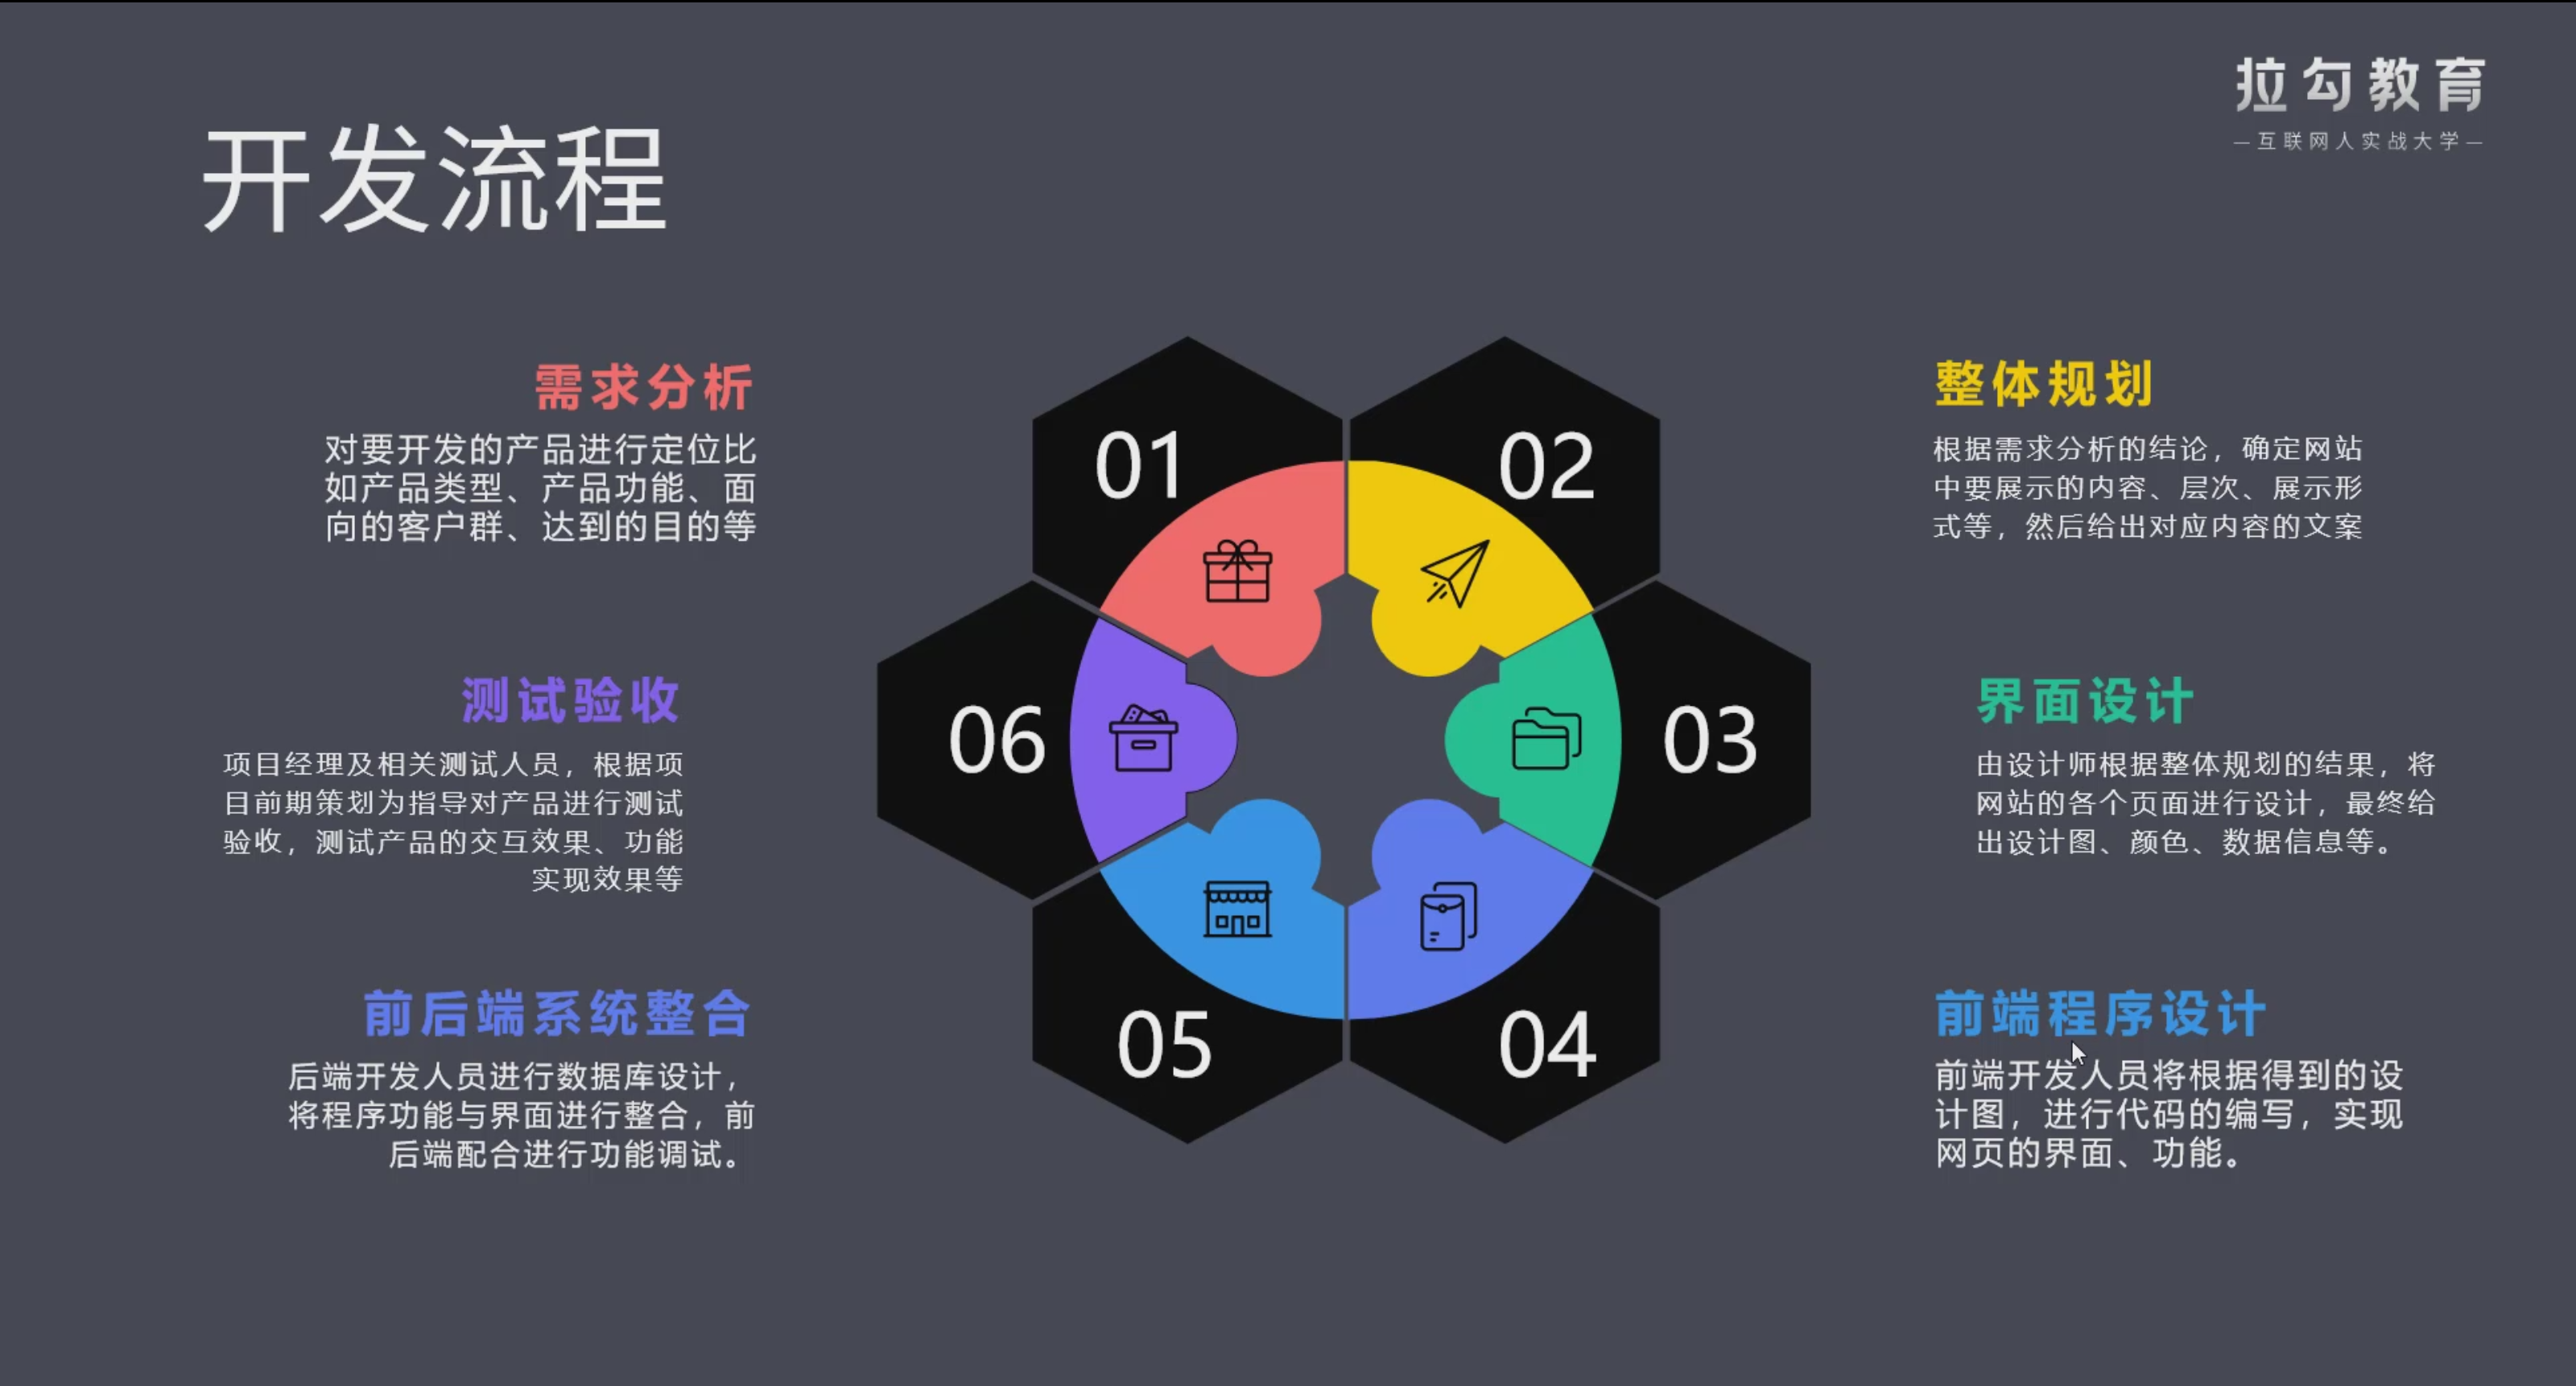 拉勾教育
—互联网人实战大学—
开发流程
需求分析
对要开发的产品进行定位比
如产品类型、产品功能、面
向的客户群、达到的目的等
测试验收
项目经理及相关测试人员，根据项
目前期策划为指导对产品进行测试
验收，测试产品的交互效果、功能
实现效果等
前后端系统整合
后端开发人员进行数据库设计，
将程序功能与界面进行整合，前
后端配合进行功能调试。
01
02
03
04
05
06
整体规划
根据需求分析的结论，确定网站
中要展示的内容、层次、展示形
式等，然后给出对应内容的文案
界面设计
由设计师根据整体规划的结果，将
网站的各个页面进行设计，最终给
出设计图、颜色、数据信息等。
前端程序设计
前端开发人员将根据得到的设
计图，进行代码的编写，实现
网页的界面、功能。